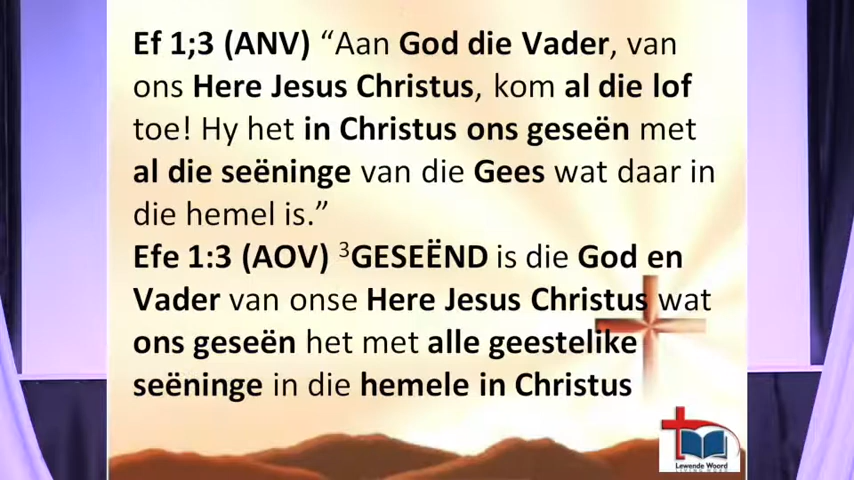 Ef 1;3 (ANV) “Aan God die Vader, van
ons Here Jesus Christus, kom al die lof
toe! Hy het in Christus ons geseën met
al die seëninge van die Gees wat daar in
die hemel is.”
Efe 1:3 (AOV) ³GESEËND is die God en
Vader van onse Here Jesus Christus wat
ons geseën het met alle geestelike
seëninge in die hemele in Christus
Lewende Woord
LIVING WORD